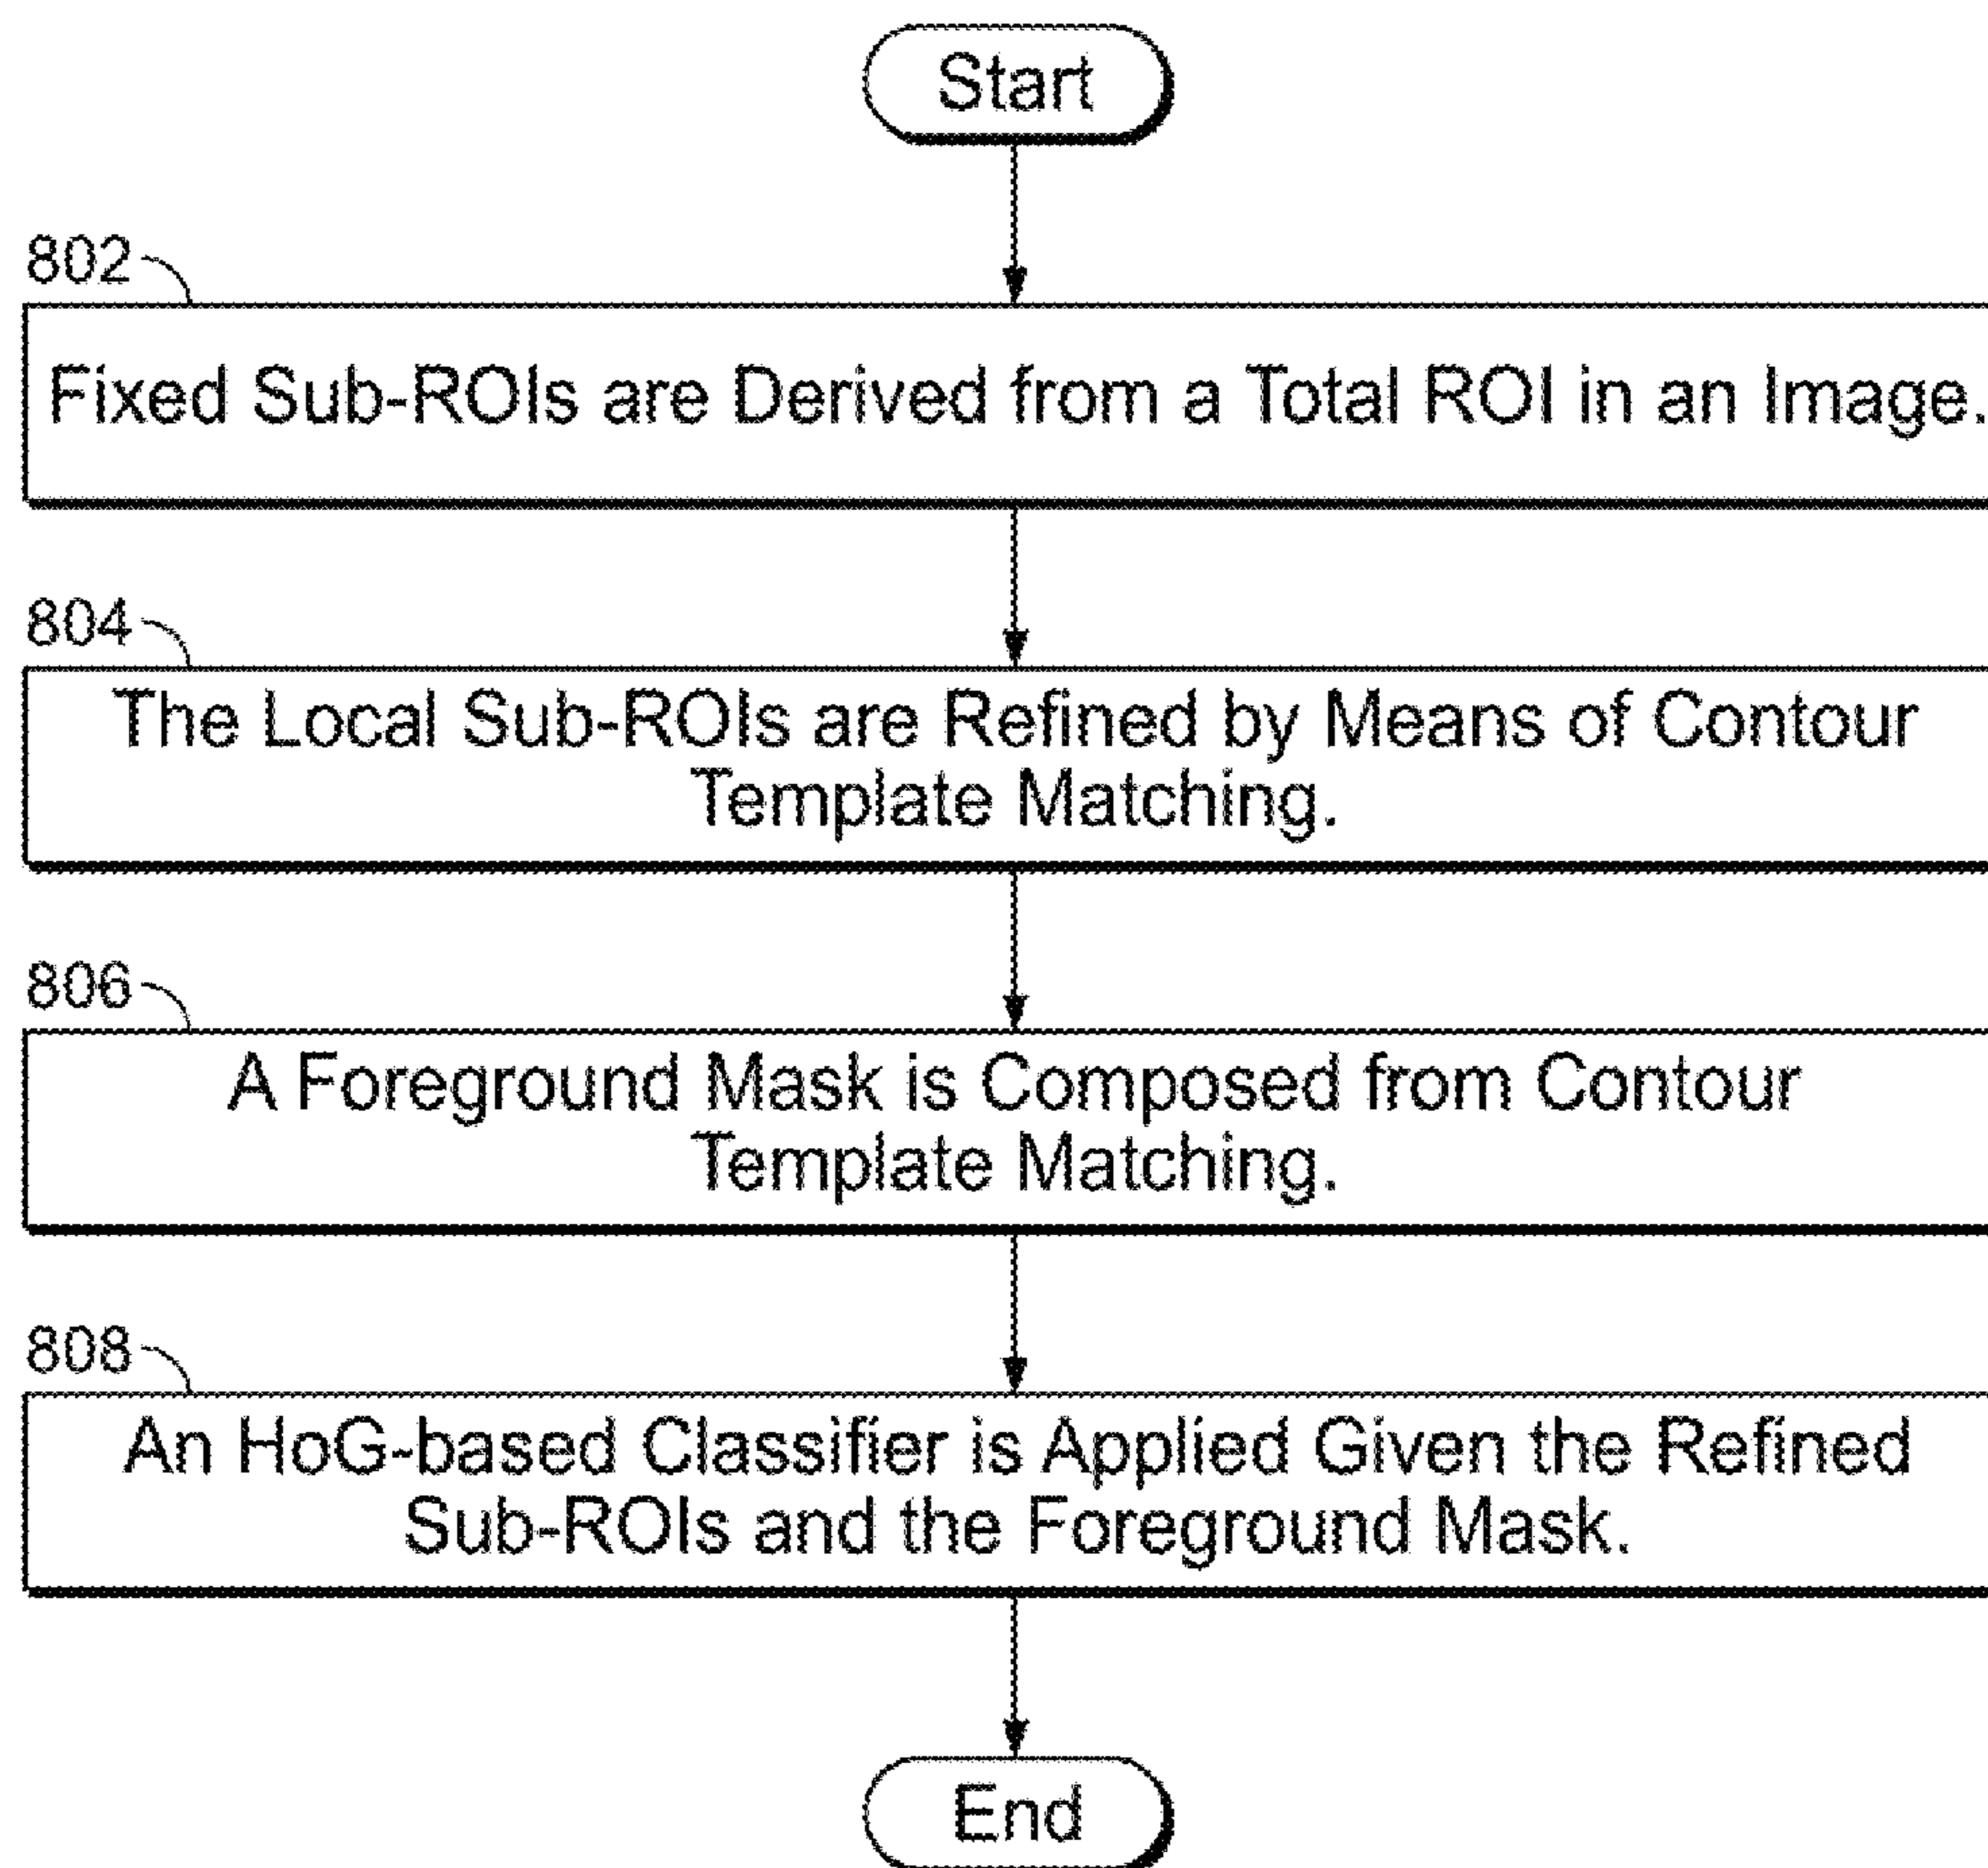 Start
802
Fixed Sub-ROIs are Derived from a Total ROI in an Image.
804
The Local Sub-ROIs are Refined by Means of Contour
Template Matching.
806
A Foreground Mask is Composed from Contour
Template Matching.
808
An HoG-based Classifier is Applied Given the Refined
Sub-ROIs and the Foreground Mask.
End